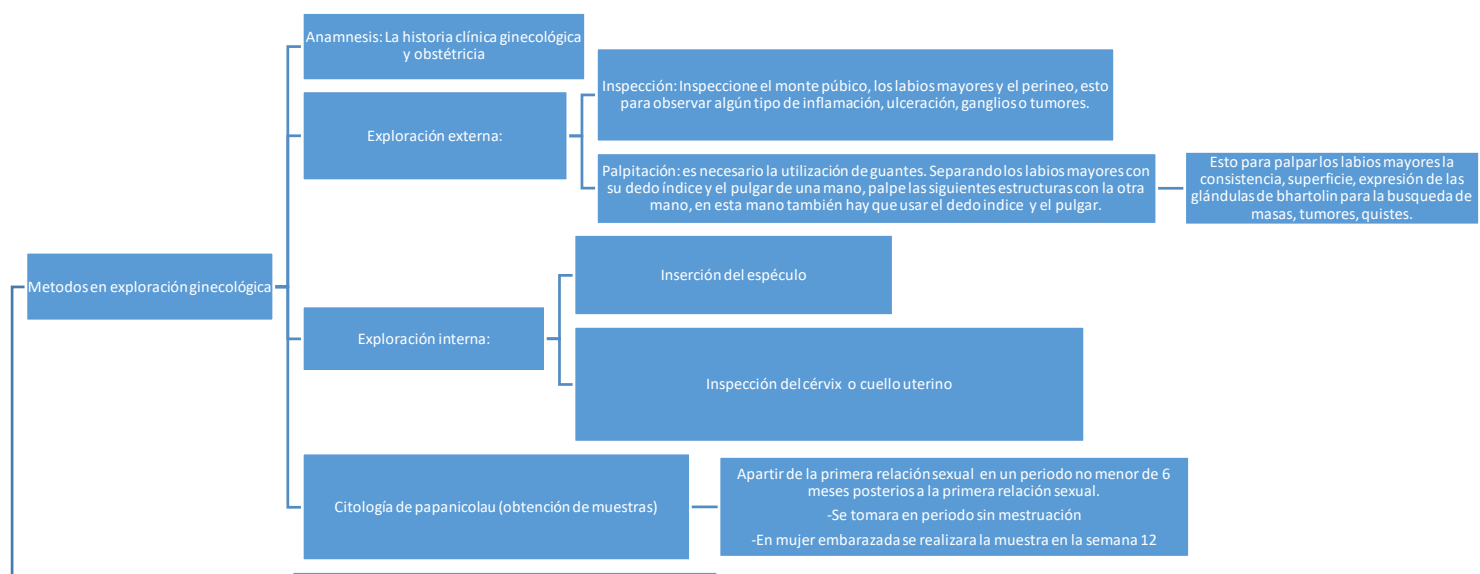 Anamnesis: La historia clínica ginecológica
y obstétricia
Inspección: Inspeccione el monte púbico, los labios mayores y el perineo, esto
para observar algún tipo de inflamación, ulceración, ganglios o tumores.
Exploración externa:
Palpitación: es necesario la utilización de guantes. Separando los labios mayores con
su dedo índice y el pulgar de una mano, palpe las siguientes estructuras con la otra
mano, en esta mano también hay que usar el dedo indice y el pulgar.
Esto para palpar los labios mayores la
consistencia, superficie, expresión de las
glándulas de bhartolin para la busqueda de
masas, tumores, quistes.
Metodos en exploración ginecológica
Inserción del espéculo
Exploración interna:
Inspección del cérvix o cuello uterino
Citología de papanicolau (obtención de muestras)
Apartir de la primera relación sexual en un periodo no menor de 6
meses posteriores a la primera relación sexual.
-Se tomara en periodo sin mestruación
-En mujer embarazada se realizara la muestra en la semana 12